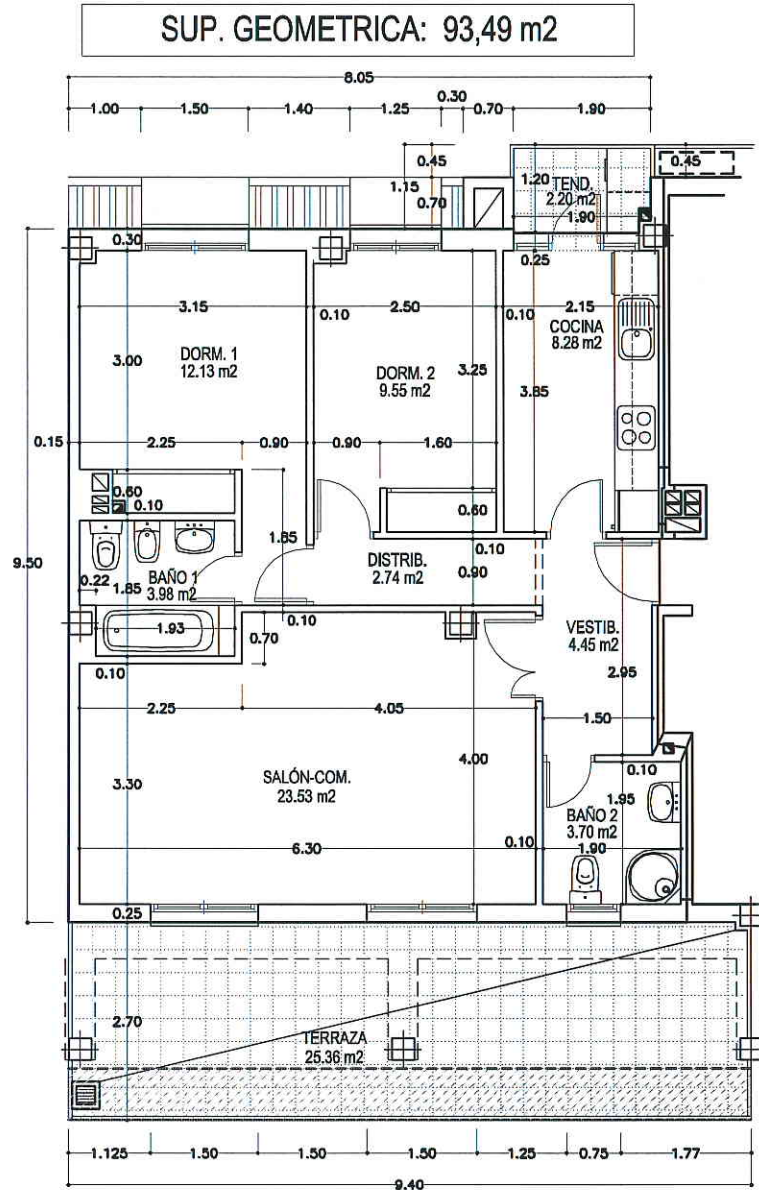 SUP. GEOMETRICA: 93,49 m2
8.05
0.30
1.00 1.50 1.40 1.25 0.70 1.90
0.45 0.45
1.15 1.20 TEND.
0.70 2.20 m2
1.90
0.30 0.25
3.15 0.10 2.50 0.10 2.15
COCINA
8.28 m2
DORM. 1
12.13 m2
3.00
DORM. 2
9.55 m2
3.25
3.85
0.15 2.25 0.90 0.90 1.60
0.60
0.10
0.60
9.50
1.85
0.10
DISTRIB.
2.74 m2
0.90
BAÑO 1
3.98 m2
0.22 1.85
0.10
1.93
0.70
VESTIB.
4.45 m2
2.95
0.10
2.25 4.05 1.50
4.00
SALÓN-COM.
23.53 m2
3.30
0.10
1.95
BAÑO 2
3.70 m2
6.30 0.10 1.90
0.25
2.70
TERRAZA
25.36 m2
1.125 1.50 1.50 1.50 1.25 0.75 1.77
9.40